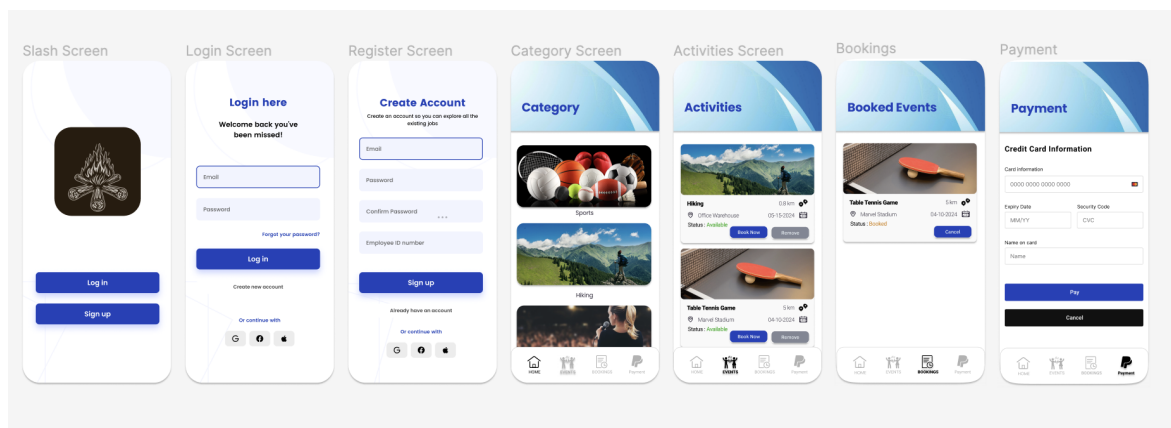 Slash Screen
Log in
Sign up
Login Screen
Login here
Welcome back you've
been missed!
Email
Password
Forgot your password?
Log in
Create new account
Or continue with
G
Register Screen
Create Account
Create an account so you can explore all the
existing jobs
Email
Password
Confirm Password
Employee ID number
Sign up
Already have an account
Or continue with
G
Category Screen
Category
Sports
Hiking
HOME EVENTS BOOKINGS Payment
Activities Screen
Activities
Hiking 0.8 km
Office Warehouse 05-15-2024
Status : Available
Book Now Remove
Table Tennis Game 5 km
Marvel Stadium 04-10-2024
Status : Available
Book Now Remove
HOME EVENTS BOOKINGS Payment
Bookings
Booked Events
Table Tennis Game 5 km
Marvel Stadium 04-10-2024
Status : Booked
Cancel
HOME EVENTS BOOKINGS Payment
Payment
Payment
Credit Card Information
Card information
0000 0000 0000 0000
Expiry Date Security Code
MM/YY CVC
Name on card
Name
Pay
Cancel
HOME EVENTS BOOKINGS Payment